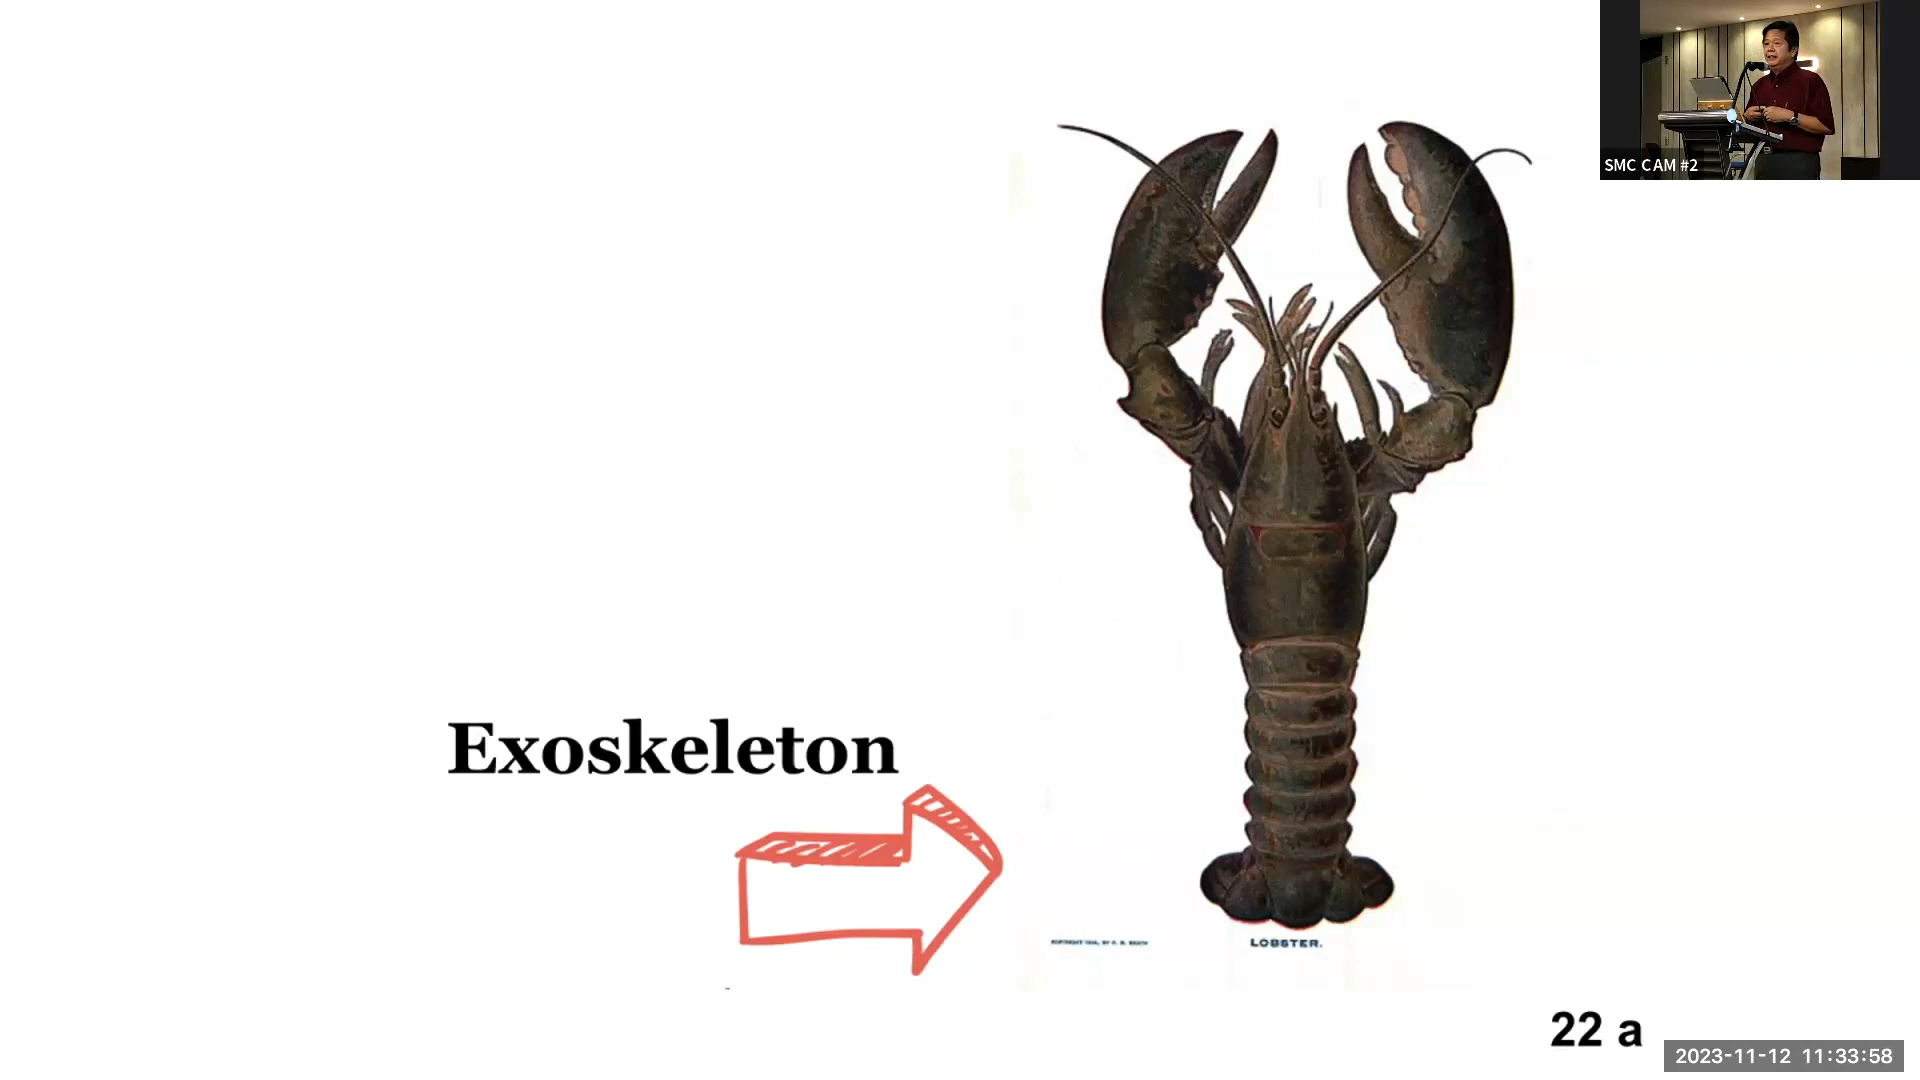 SMC CAM #2
Exoskeleton
LOBSTER.
22 a
2023-11-12 11:33:58